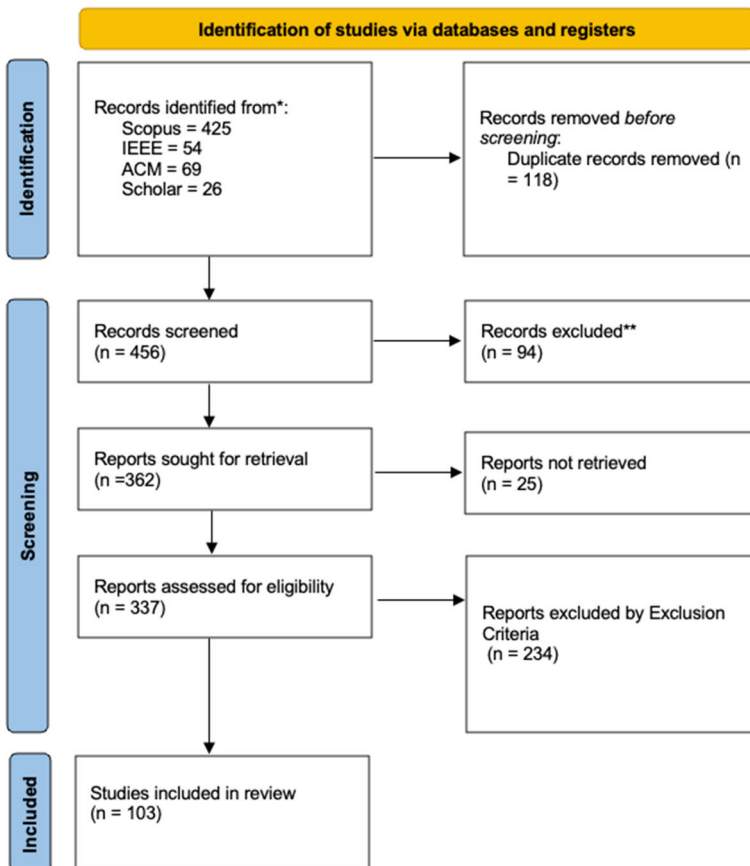 Identification of studies via databases and registers
Identification
Records identified from*:
Scopus = 425
IEEE = 54
ACM = 69
Scholar = 26
Records removed before
screening:
Duplicate records removed (n
= 118)
Screening
Records screened
(n = 456)
Records excluded**
(n = 94)
Reports sought for retrieval
(n =362)
Reports not retrieved
(n = 25)
Reports assessed for eligibility
(n = 337)
Reports excluded by Exclusion
Criteria
(n = 234)
Included
Studies included in review
(n = 103)